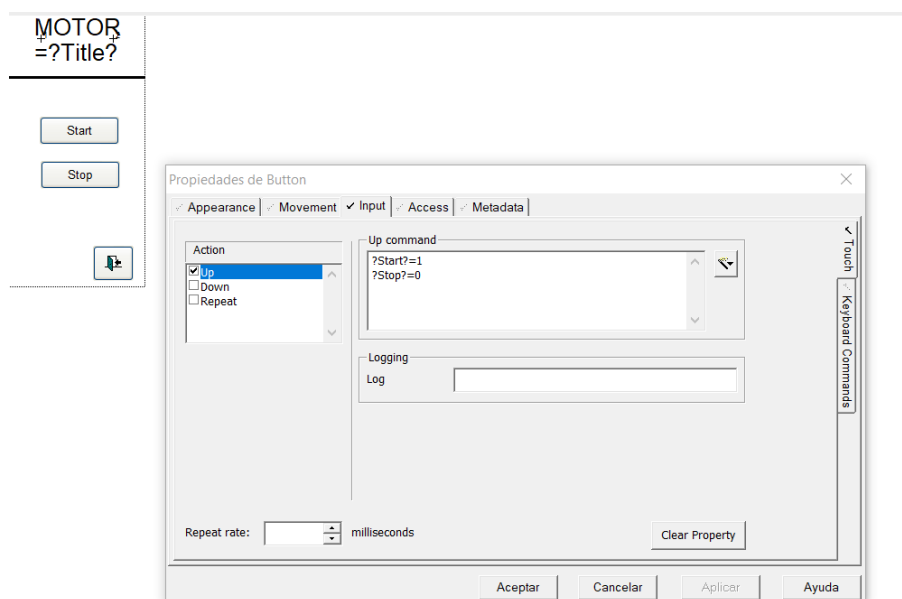 MOTOR
=?Title?
Start
Stop
Propiedades de Button
Appearance Movement Input Access Metadata
Action
Up
Down
Repeat
Up command
?Start?=1
?Stop?=0
Logging
Log
Repeat rate: milliseconds
Clear Property
Touch
Keyboard Commands
Aceptar Cancelar Aplicar Ayuda